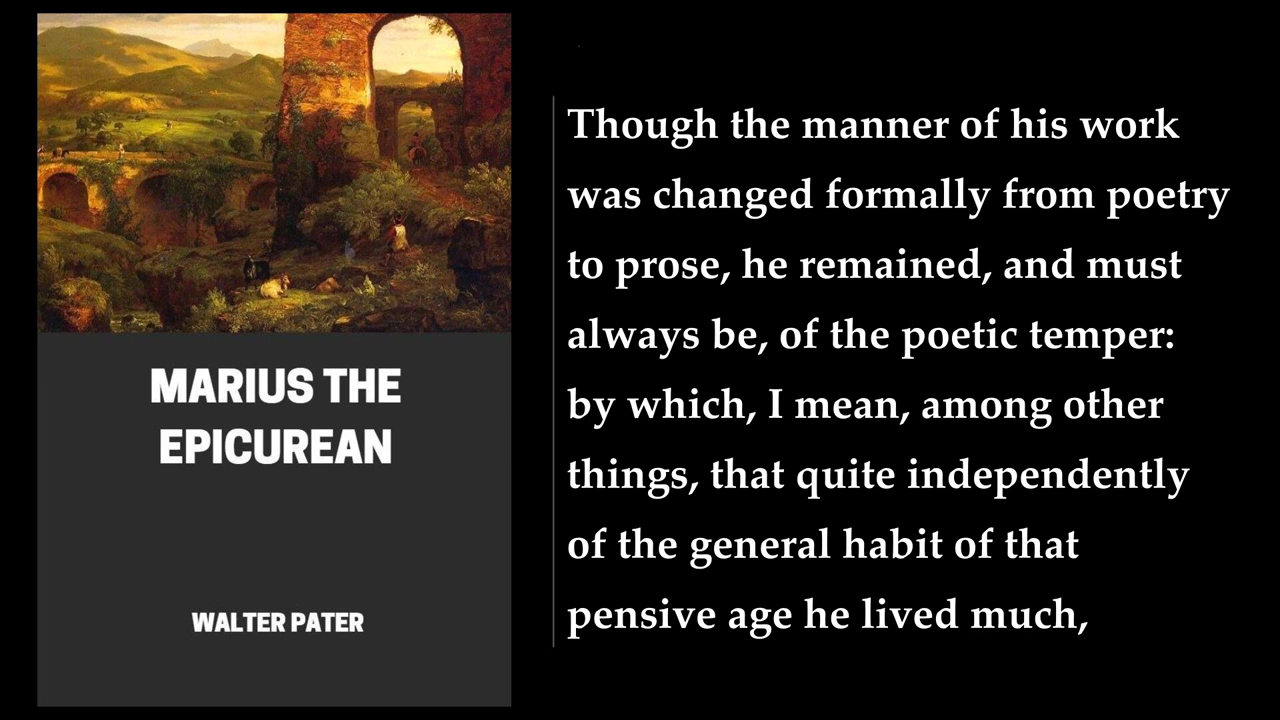 MARIUS THE
EPICUREAN
WALTER PATER
Though the manner of his work
was changed formally from poetry
to prose, he remained, and must
always be, of the poetic temper:
by which, I mean, among other
things, that quite independently
of the general habit of that
pensive age he lived much,